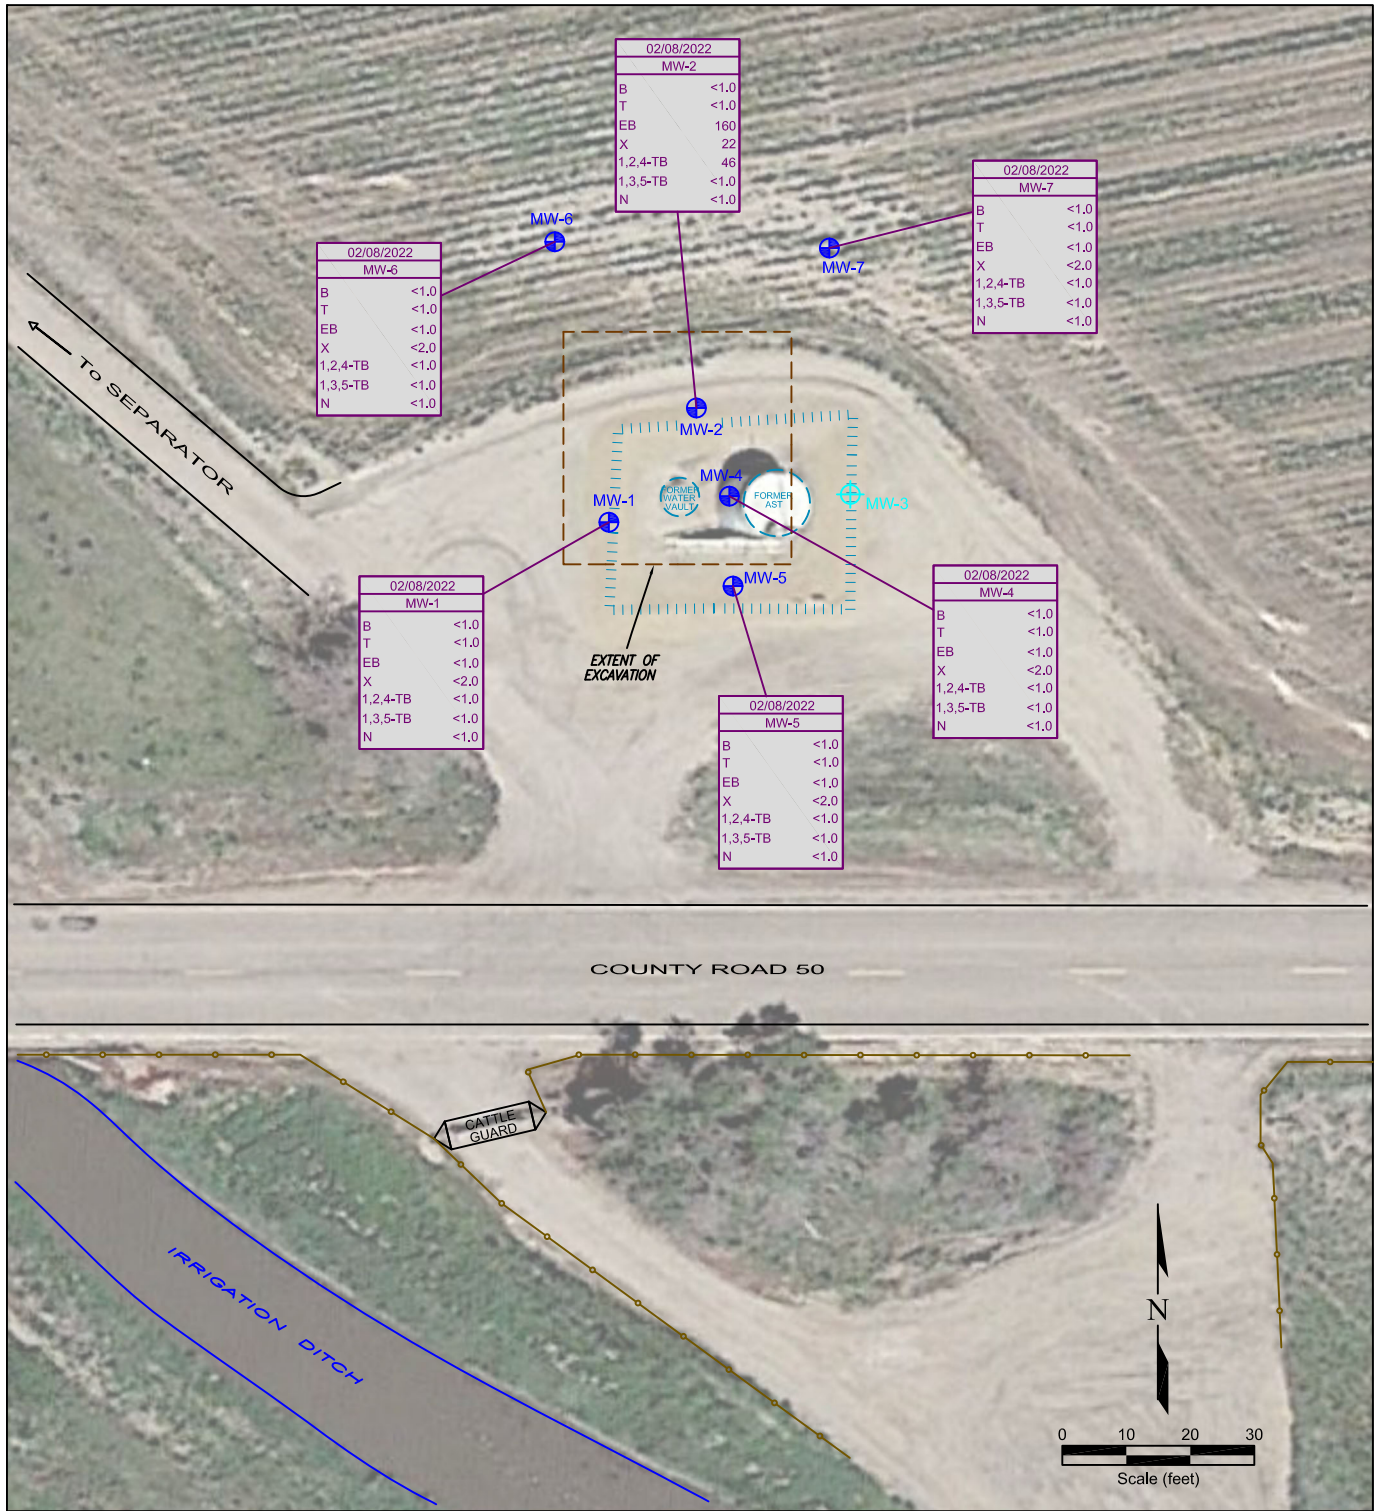 02/08/2022
MW-2
B <1.0
T <1.0
EB 160
X 22
1,2,4-TB 46
1,3,5-TB <1.0
N <1.0
02/08/2022
MW-7
B <1.0
T <1.0
EB <1.0
X <2.0
1,2,4-TB <1.0
1,3,5-TB <1.0
N <1.0
MW-6
MW-7
02/08/2022
MW-6
B <1.0
T <1.0
EB <1.0
X <2.0
1,2,4-TB <1.0
1,3,5-TB <1.0
N <1.0
TO SEPARATOR
MW-2
MW-4
MW-1
FORMER
WATER
VAULT
FORMER
AST
MW-3
MW-5
02/08/2022
MW-1
B <1.0
T <1.0
EB <1.0
X <2.0
1,2,4-TB <1.0
1,3,5-TB <1.0
N <1.0
EXTENT OF
EXCAVATION
02/08/2022
MW-4
B <1.0
T <1.0
EB <1.0
X <2.0
1,2,4-TB <1.0
1,3,5-TB <1.0
N <1.0
02/08/2022
MW-5
B <1.0
T <1.0
EB <1.0
X <2.0
1,2,4-TB <1.0
1,3,5-TB <1.0
N <1.0
COUNTY ROAD 50
CATTLE
GUARD
IRRIGATION DITCH
N
0 10 20 30
Scale (feet)